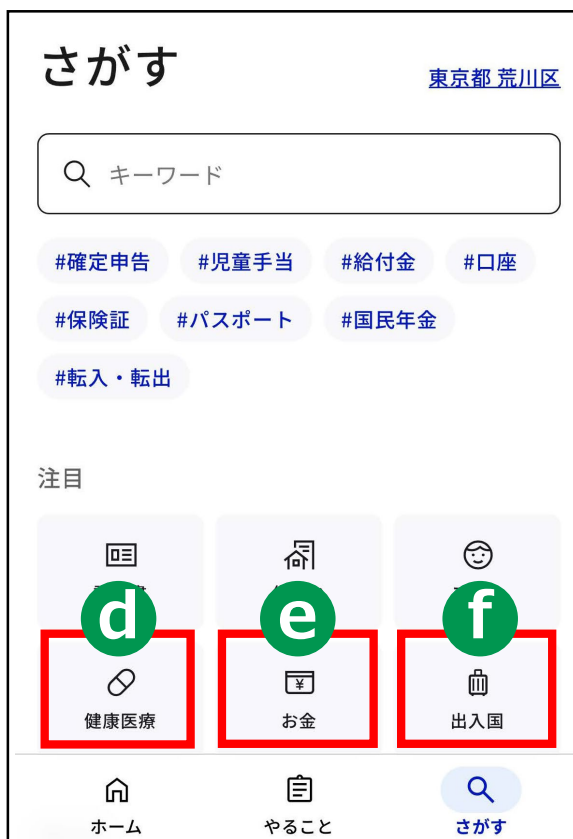 さがす
東京都 荒川区
キーワード
#確定申告 #児童手当 #給付金 #口座
#保険証 #パスポート #国民年金
#転入・転出
注目
d e f
¥
健康医療 お金 出入国
ホーム やること さがす